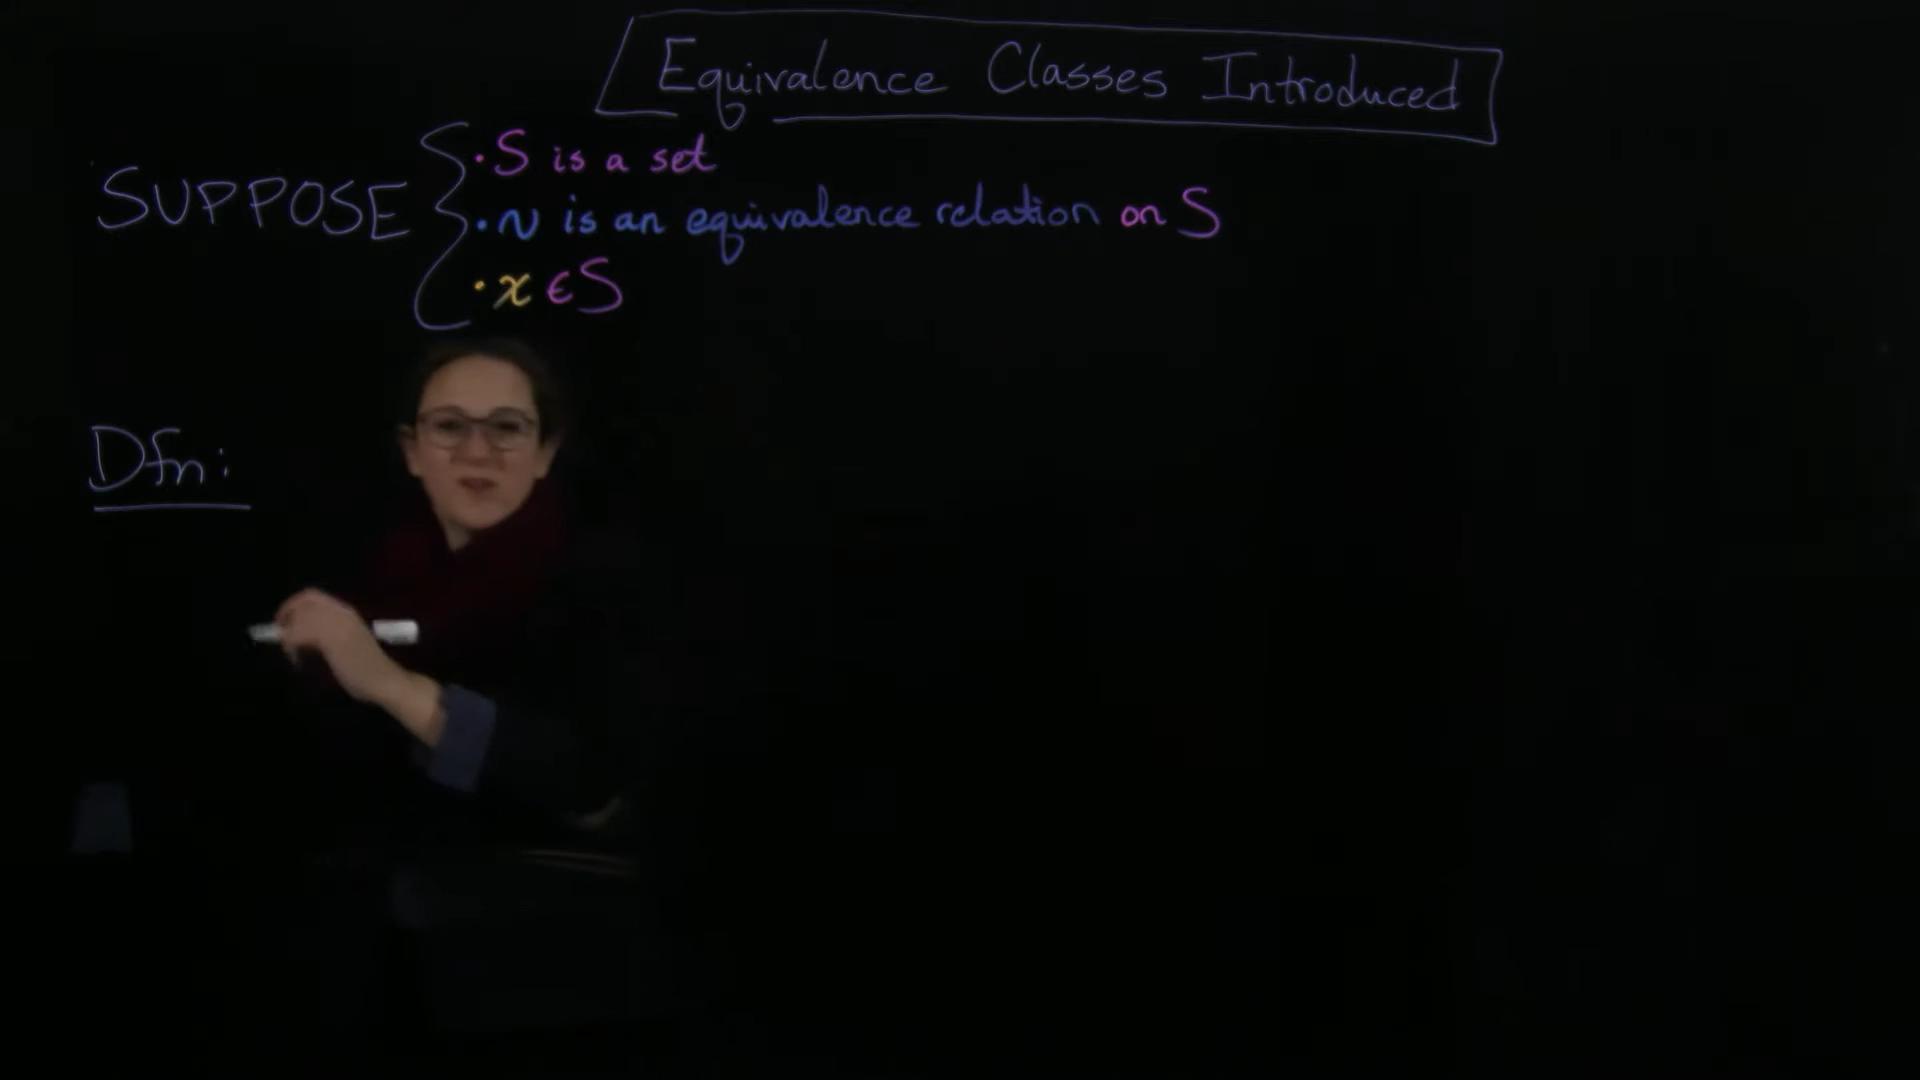 Equivalence Classes Introduced
SUPPOSE
· S is a set
· ~ is an equivalence relation on S
· x ∈ S
Dfn: